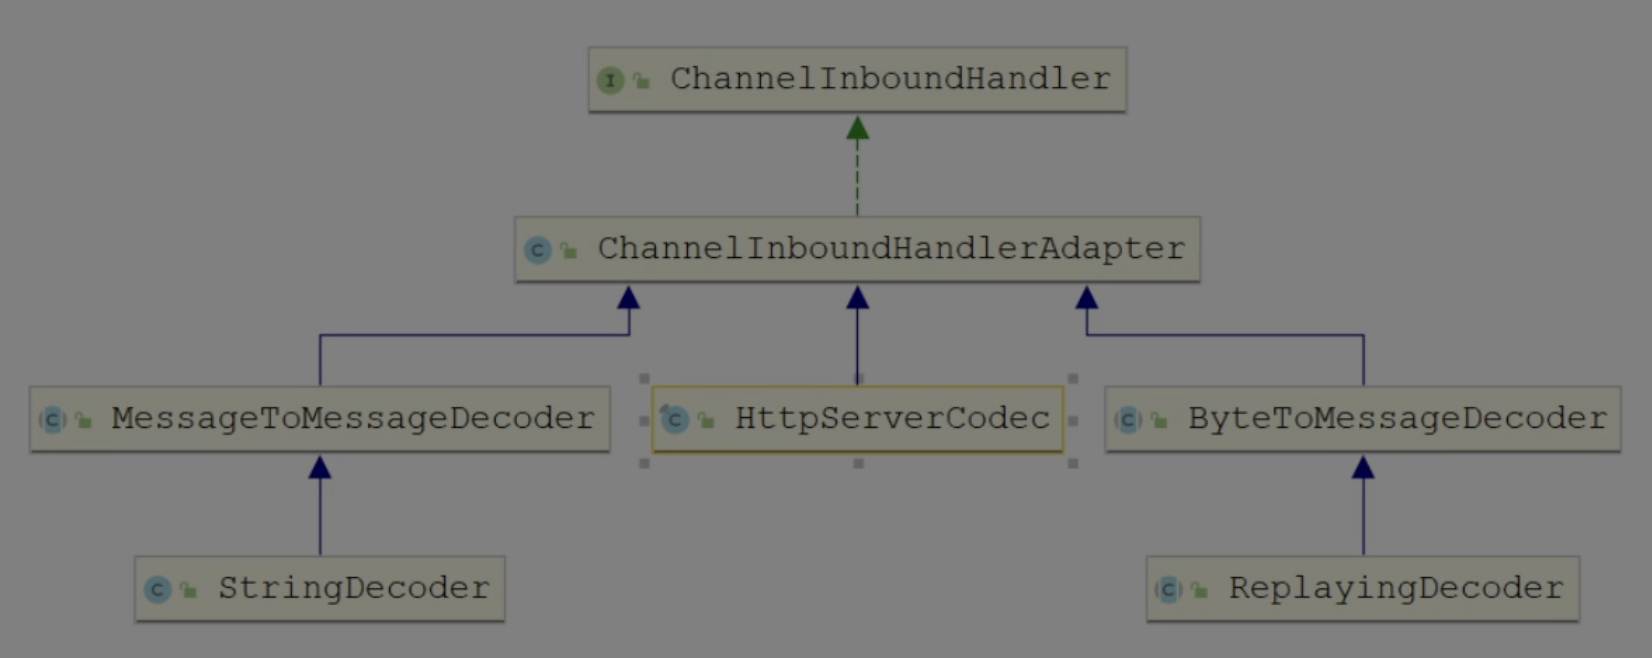 I ChannelInboundHandler
C ChannelInboundHandlerAdapter
C MessageToMessageDecoder
C HttpServerCodec
C ByteToMessageDecoder
C StringDecoder
C ReplayingDecoder